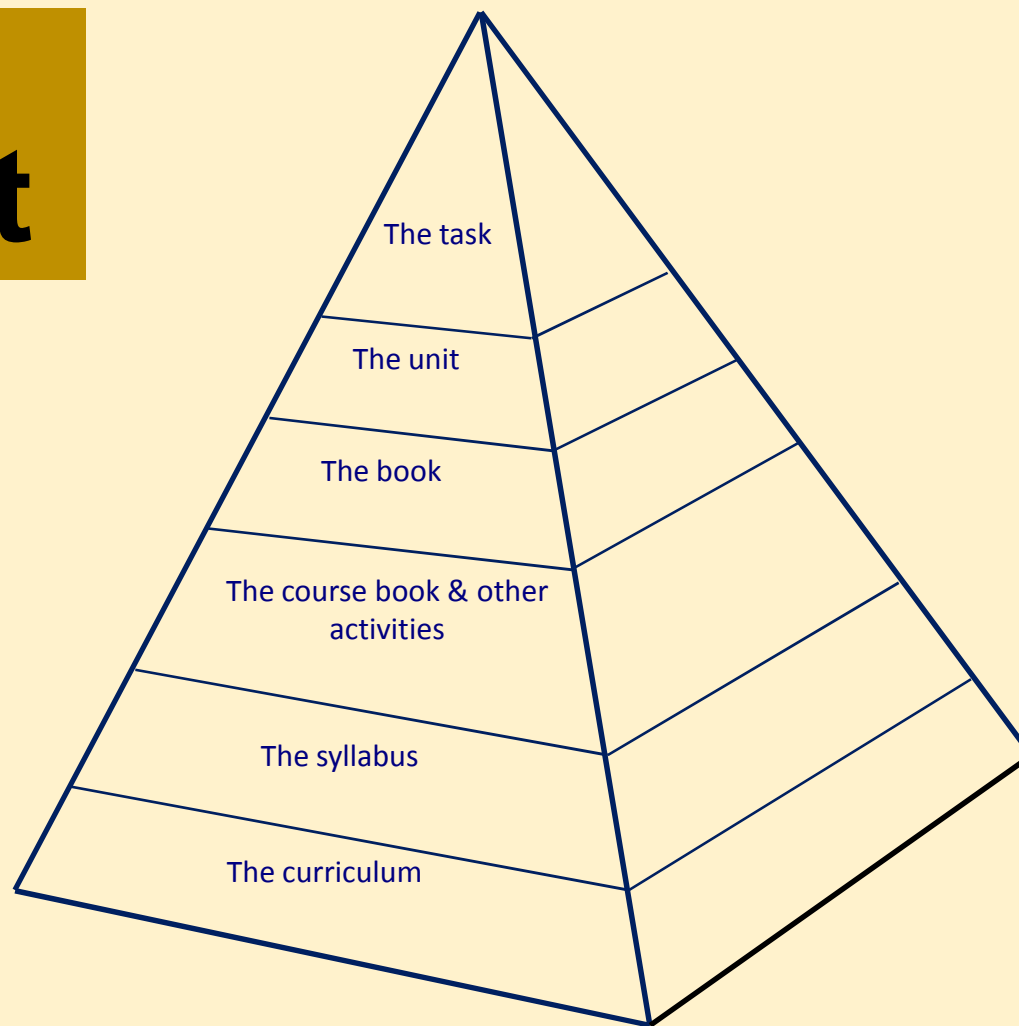 t
The task
The unit
The book
The course book & other
activities
The syllabus
The curriculum